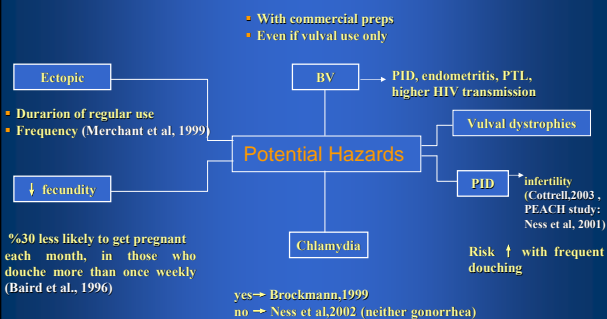 ▪ With commercial preps
▪ Even if vulval use only
Ectopic
BV → PID, endometritis, PTL,
higher HIV transmission
▪ Durarion of regular use
▪ Frequency (Merchant et al, 1999)
Vulval dystrophies
Potential Hazards
↓ fecundity
PID
infertility
(Cottrell,2003 ,
PEACH study:
Ness et al, 2001)
%30 less likely to get pregnant
each month, in those who
douche more than once weekly
(Baird et al., 1996)
Chlamydia
Risk ↑ with frequent
douching
yes→ Brockmann,1999
no → Ness et al,2002 (neither gonorrhea)